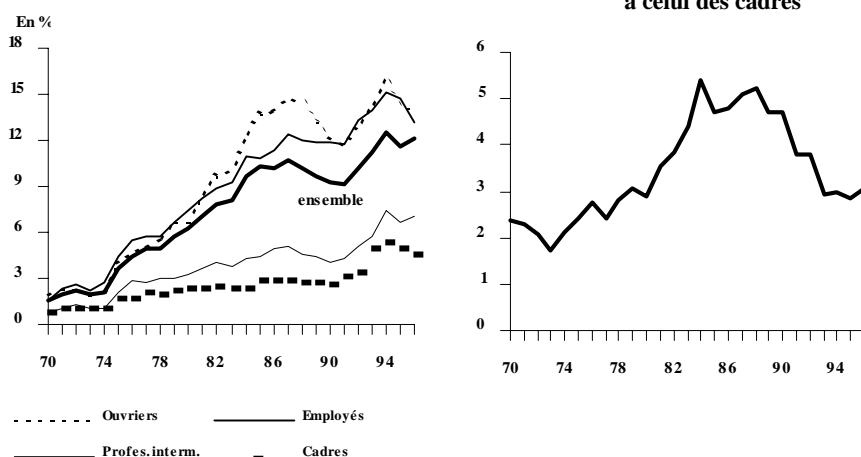 à celui des cadres
En %
18
15
12
9
6
3
0
ensemble
70 74 78 82 86 90 94
6
5
4
3
2
1
0
70 74 78 82 86 90 94
Ouvriers Employés
Profes.interm. Cadres